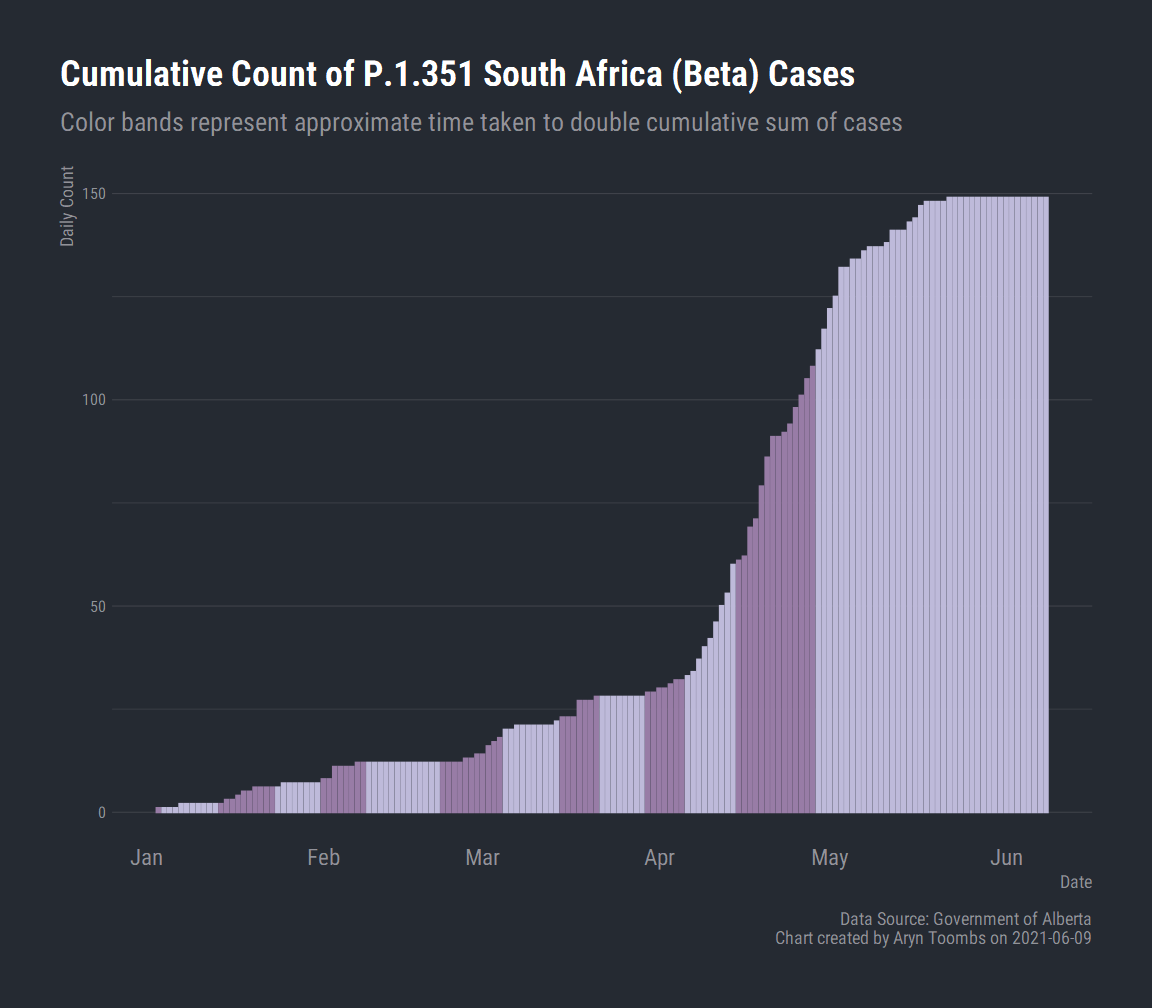 Cumulative Count of P.1.351 South Africa (Beta) Cases
Color bands represent approximate time taken to double cumulative sum of cases
Daily Count
150
100
50
0
Jan Feb Mar Apr May Jun
Date
Data Source: Government of Alberta
Chart created by Aryn Toombs on 2021-06-09